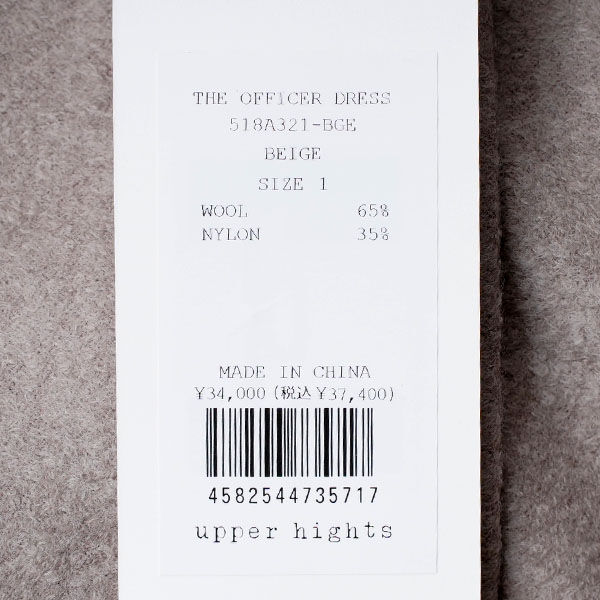 THE OFFICER DRESS
518A321-BGE
BEIGE
SIZE 1
WOOL 65%
NYLON 35%
MADE IN CHINA
¥34,000(税込¥37,400)
4582544735717
upper hights